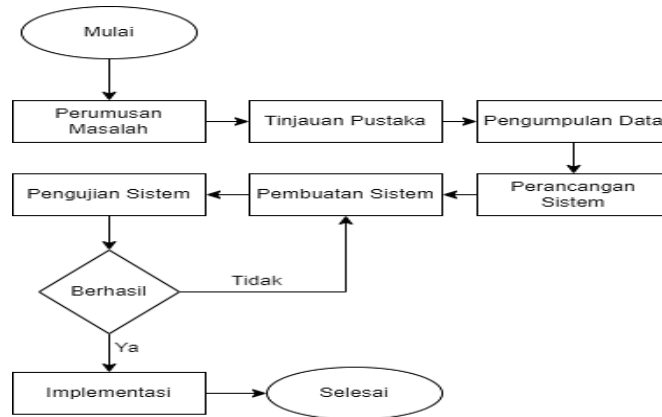 Mulai
Perumusan
Masalah
Tinjauan Pustaka
Pengumpulan Data
Perancangan
Sistem
Pembuatan Sistem
Pengujian Sistem
Berhasil
Tidak
Ya
Implementasi
Selesai